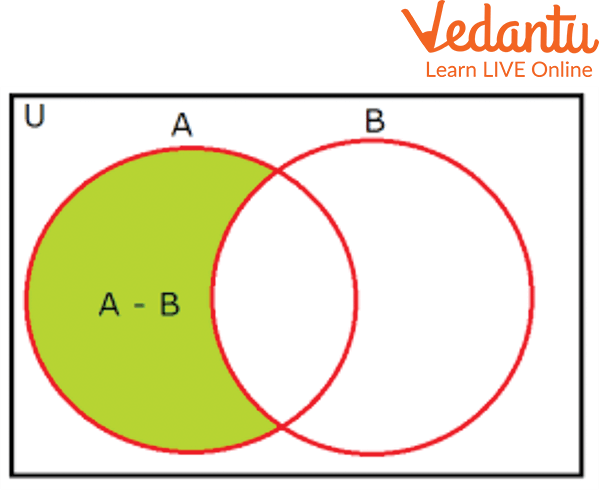 Vedantu
Learn LIVE Online
U
A
B
A - B